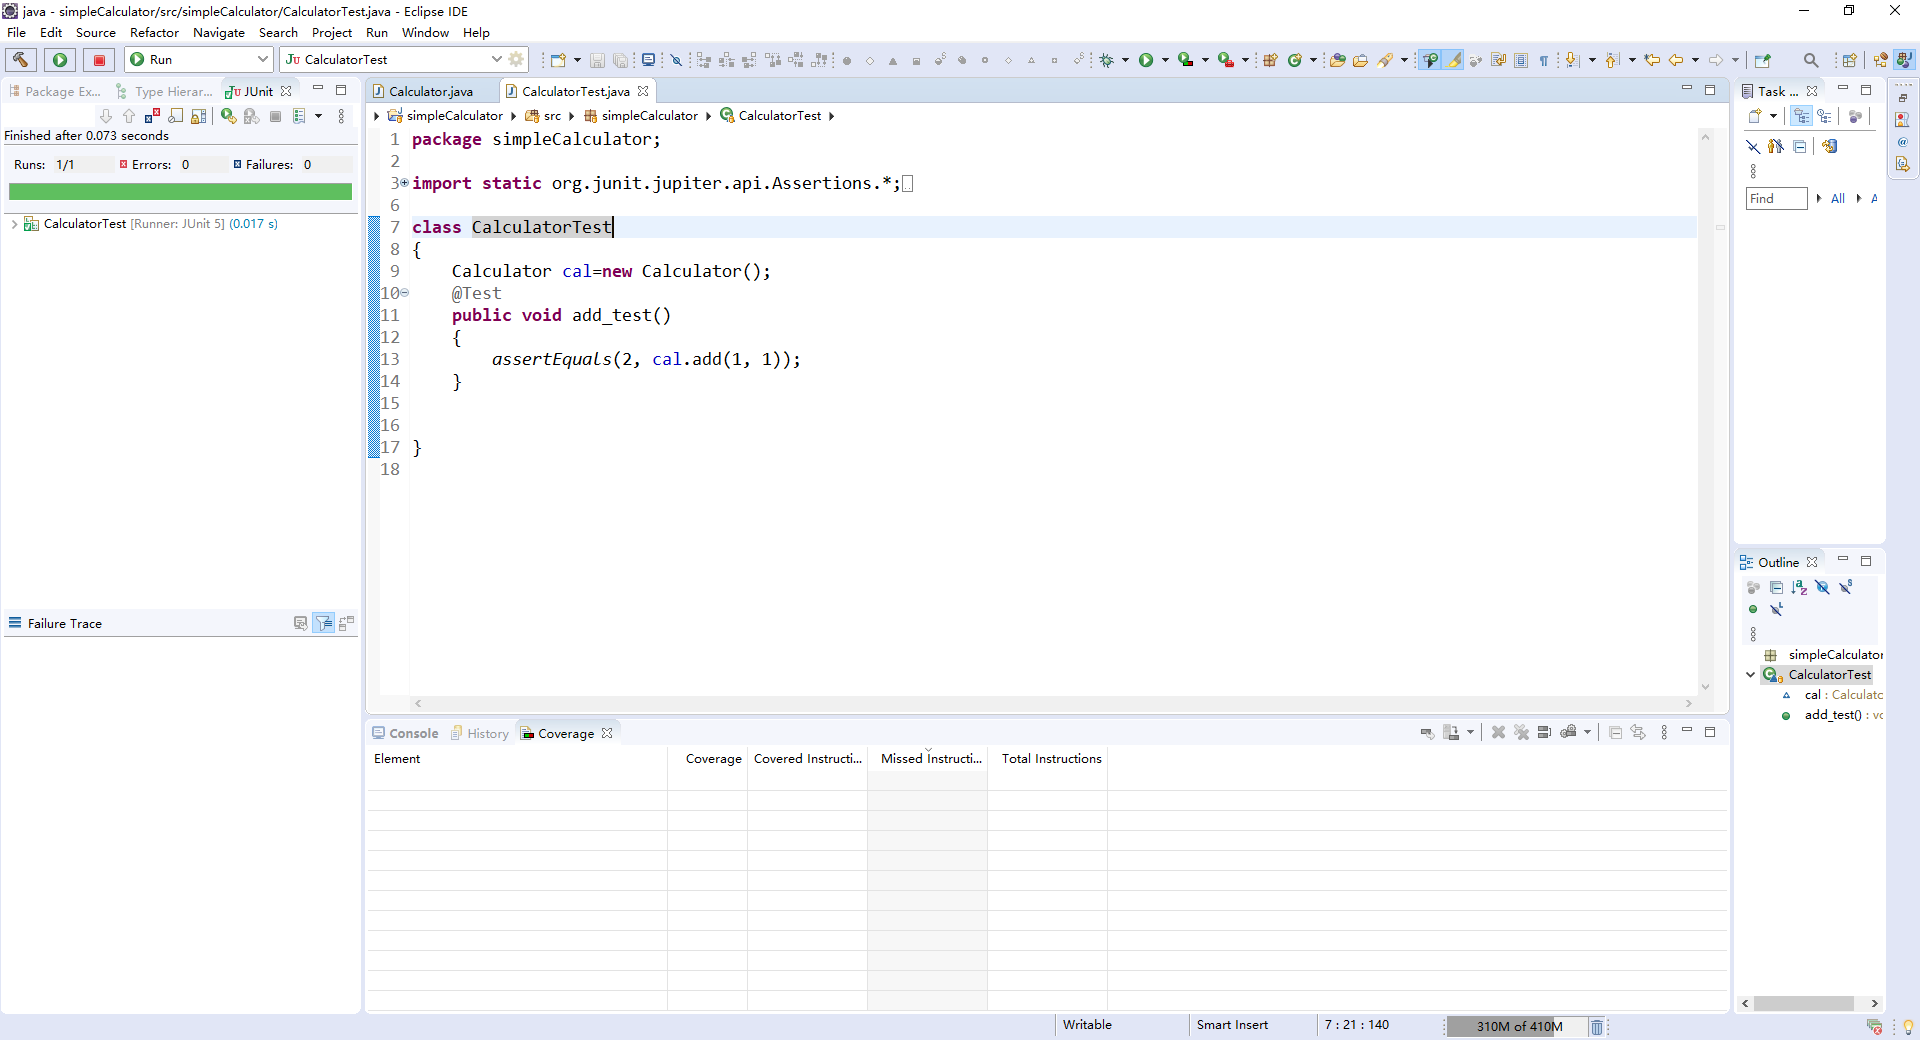 java - simpleCalculator/src/simpleCalculator/CalculatorTest.java - Eclipse IDE
File Edit Source Refactor Navigate Search Project Run Window Help
Run
CalculatorTest
Package Ex...
Type Hierar...
JUnit
Finished after 0.073 seconds
Runs: 1/1
Errors: 0
Failures: 0
CalculatorTest [Runner: JUnit 5] (0.017 s)
Failure Trace
Calculator.java
CalculatorTest.java
simpleCalculator
src
simpleCalculator
CalculatorTest
1 package simpleCalculator;
2
3 import static org.junit.jupiter.api.Assertions.*;
6
7 class CalculatorTest
8 {
9 Calculator cal=new Calculator();
10 @Test
11 public void add_test()
12 {
13 assertEquals(2, cal.add(1, 1));
14 }
15
16
17 }
18
Console
History
Coverage
Element Coverage Covered Instructi... Missed Instructi... Total Instructions
Task ...
Find
All
A
Outline
simpleCalculator
CalculatorTest
cal : Calculatc
add_test() : vc
Writable
Smart Insert
7 : 21 : 140
310M of 410M